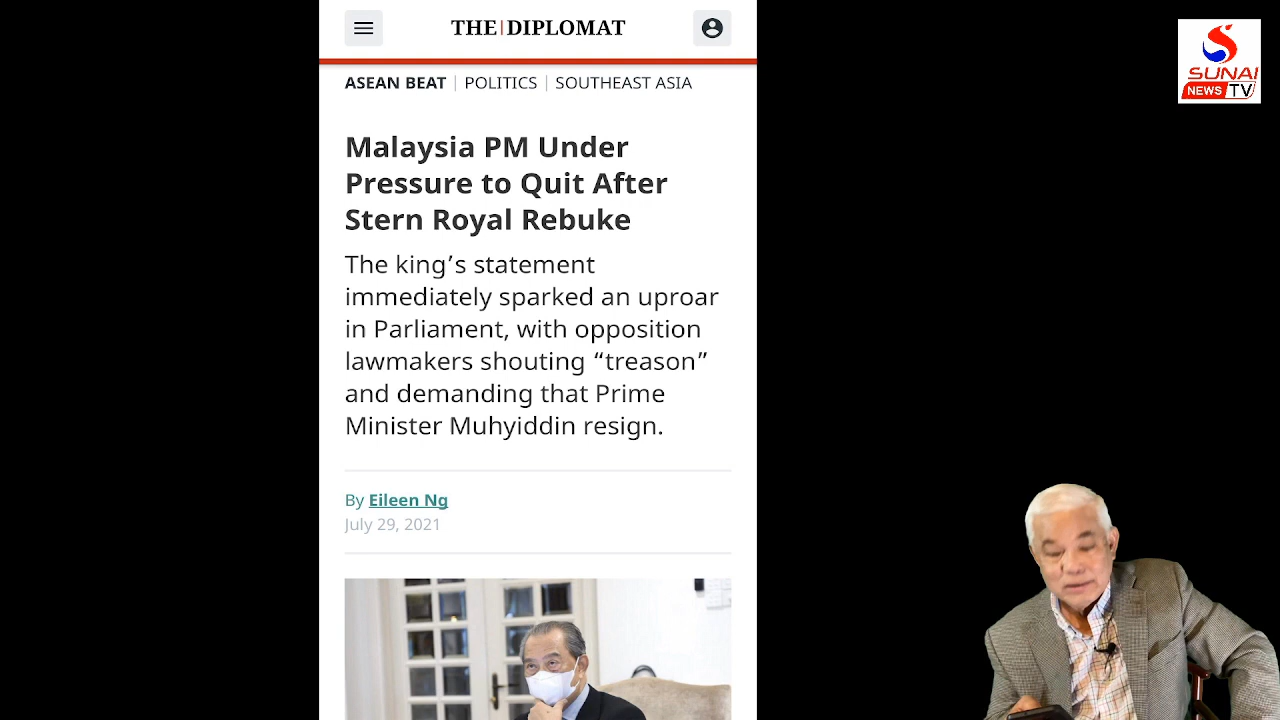 THE|DIPLOMAT
ASEAN BEAT | POLITICS | SOUTHEAST ASIA
Malaysia PM Under
Pressure to Quit After
Stern Royal Rebuke
The king’s statement
immediately sparked an uproar
in Parliament, with opposition
lawmakers shouting “treason”
and demanding that Prime
Minister Muhyiddin resign.
By Eileen Ng
July 29, 2021
SUNAI
NEWS TV